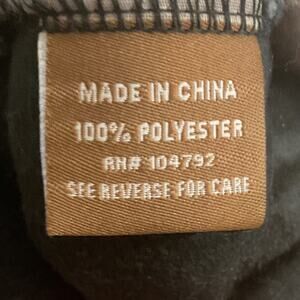 MADE IN CHINA
100% POLYESTER
RN# 104792
SEE REVERSE FOR CARE